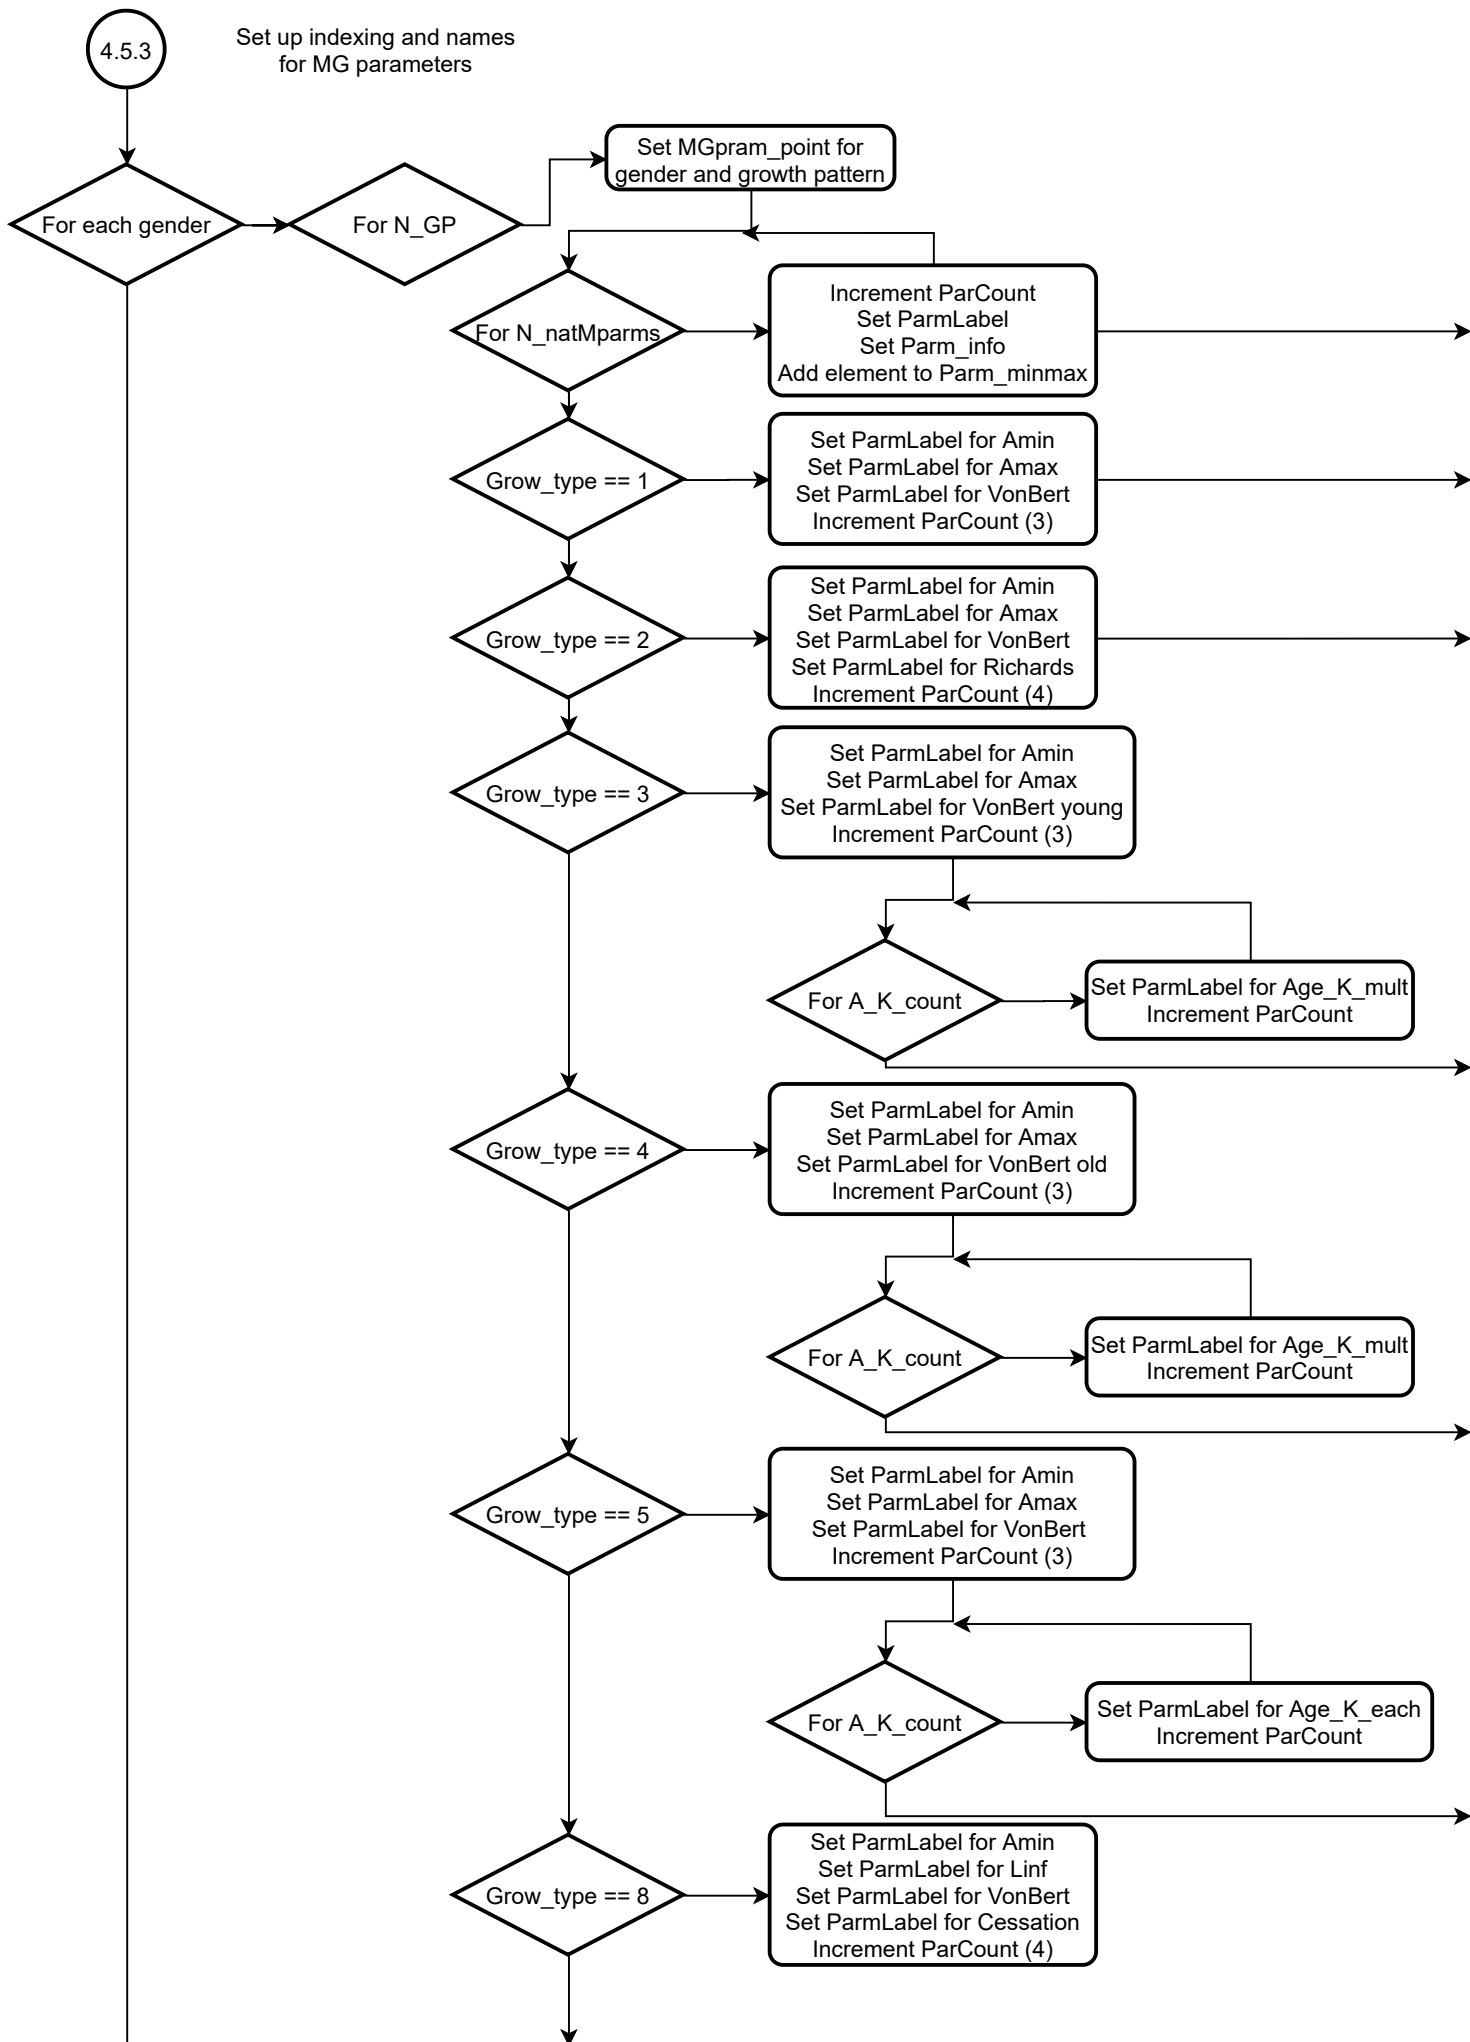 4.5.3
Set up indexing and names
for MG parameters
Set MGpram_point for
gender and growth pattern
For each gender
For N_GP
For N_natMparms
Increment ParCount
Set ParmLabel
Set Parm_info
Add element to Parm_minmax
Grow_type == 1
Set ParmLabel for Amin
Set ParmLabel for Amax
Set ParmLabel for VonBert
Increment ParCount (3)
Grow_type == 2
Set ParmLabel for Amin
Set ParmLabel for Amax
Set ParmLabel for VonBert
Set ParmLabel for Richards
Increment ParCount (4)
Grow_type == 3
Set ParmLabel for Amin
Set ParmLabel for Amax
Set ParmLabel for VonBert young
Increment ParCount (3)
For A_K_count
Set ParmLabel for Age_K_mult
Increment ParCount
Grow_type == 4
Set ParmLabel for Amin
Set ParmLabel for Amax
Set ParmLabel for VonBert old
Increment ParCount (3)
For A_K_count
Set ParmLabel for Age_K_mult
Increment ParCount
Grow_type == 5
Set ParmLabel for Amin
Set ParmLabel for Amax
Set ParmLabel for VonBert
Increment ParCount (3)
For A_K_count
Set ParmLabel for Age_K_each
Increment ParCount
Grow_type == 8
Set ParmLabel for Amin
Set ParmLabel for Linf
Set ParmLabel for VonBert
Set ParmLabel for Cessation
Increment ParCount (4)